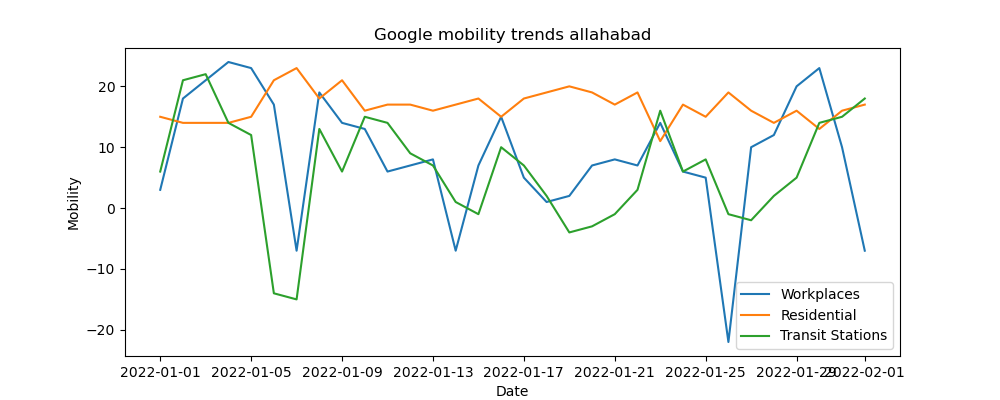 Google mobility trends allahabad
Mobility
20
10
0
−10
−20
Workplaces
Residential
Transit Stations
2022-01-01 2022-01-05 2022-01-09 2022-01-13 2022-01-17 2022-01-21 2022-01-25 2022-01-29 2022-02-01
Date